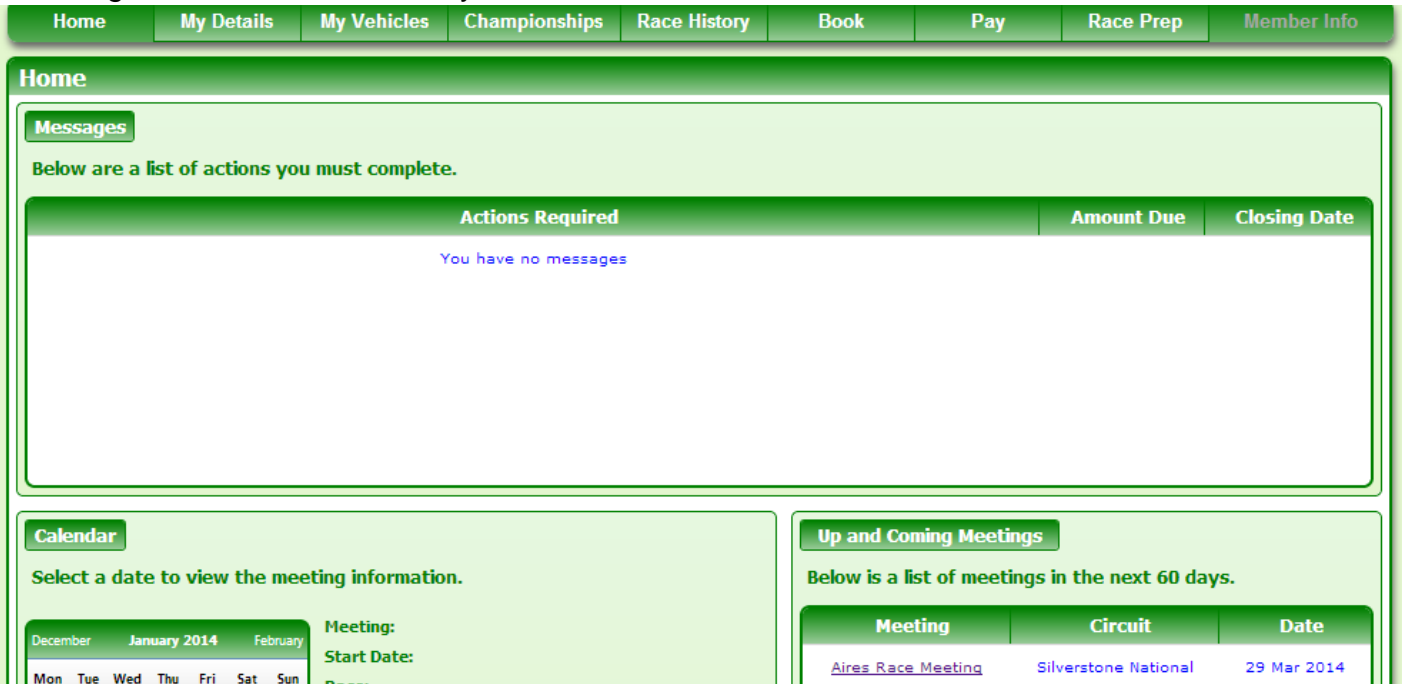 Home My Details My Vehicles Championships Race History Book Pay Race Prep Member Info
Home
Messages
Below are a list of actions you must complete.
Actions Required Amount Due Closing Date
You have no messages
Calendar
Select a date to view the meeting information.
December January 2014 February
Mon Tue Wed Thu Fri Sat Sun
Meeting:
Start Date:
Up and Coming Meetings
Below is a list of meetings in the next 60 days.
Meeting Circuit Date
Aires Race Meeting Silverstone National 29 Mar 2014